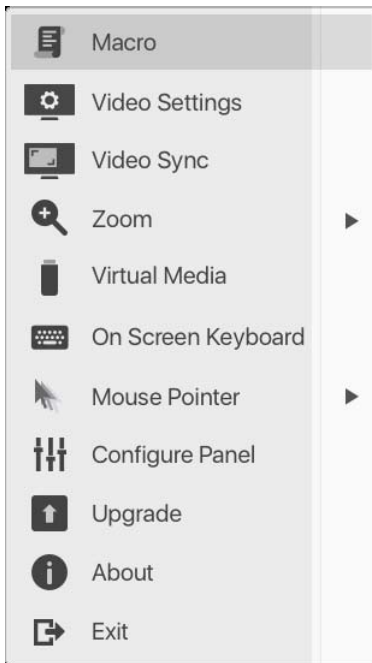 Macro
Video Settings
Video Sync
Zoom
Virtual Media
On Screen Keyboard
Mouse Pointer
Configure Panel
Upgrade
About
Exit